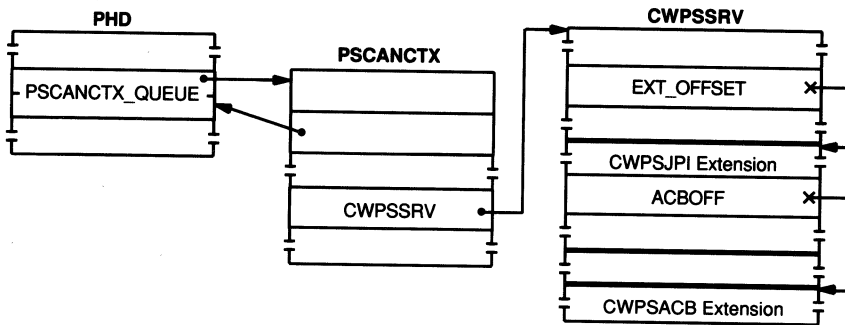 PHD
PSCANCTX_QUEUE
PSCANCTX
CWPSSRV
CWPSSRV
EXT_OFFSET
CWPSJPI Extension
ACBOFF
CWPSACB Extension